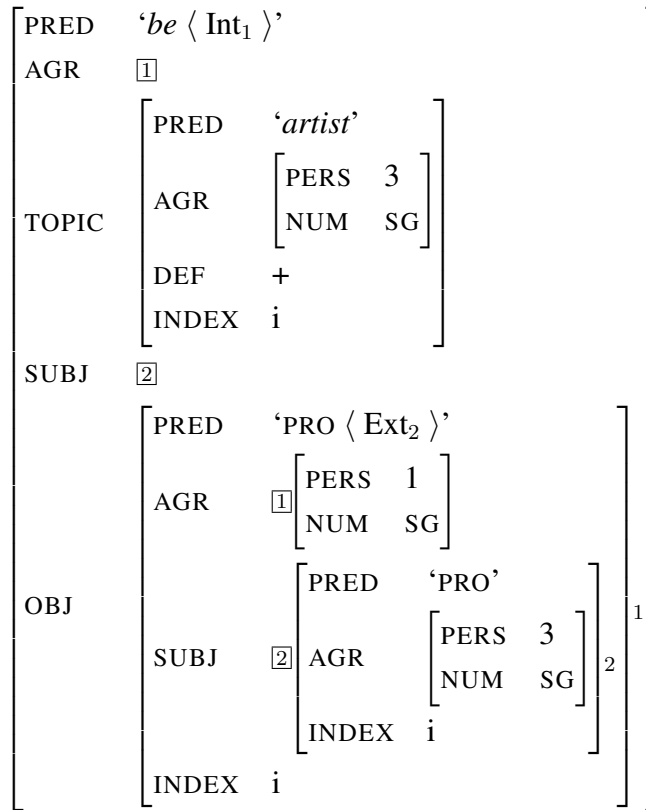 PRED ‘be ⟨ Int₁ ⟩’
AGR 1
TOPIC
PRED ‘artist’
AGR
PERS 3
NUM SG
DEF +
INDEX i
SUBJ 2
OBJ
PRED ‘PRO ⟨ Ext₂ ⟩’
AGR 1
PERS 1
NUM SG
SUBJ 2
PRED ‘PRO’
AGR
PERS 3
NUM SG
INDEX i
2
INDEX i
1